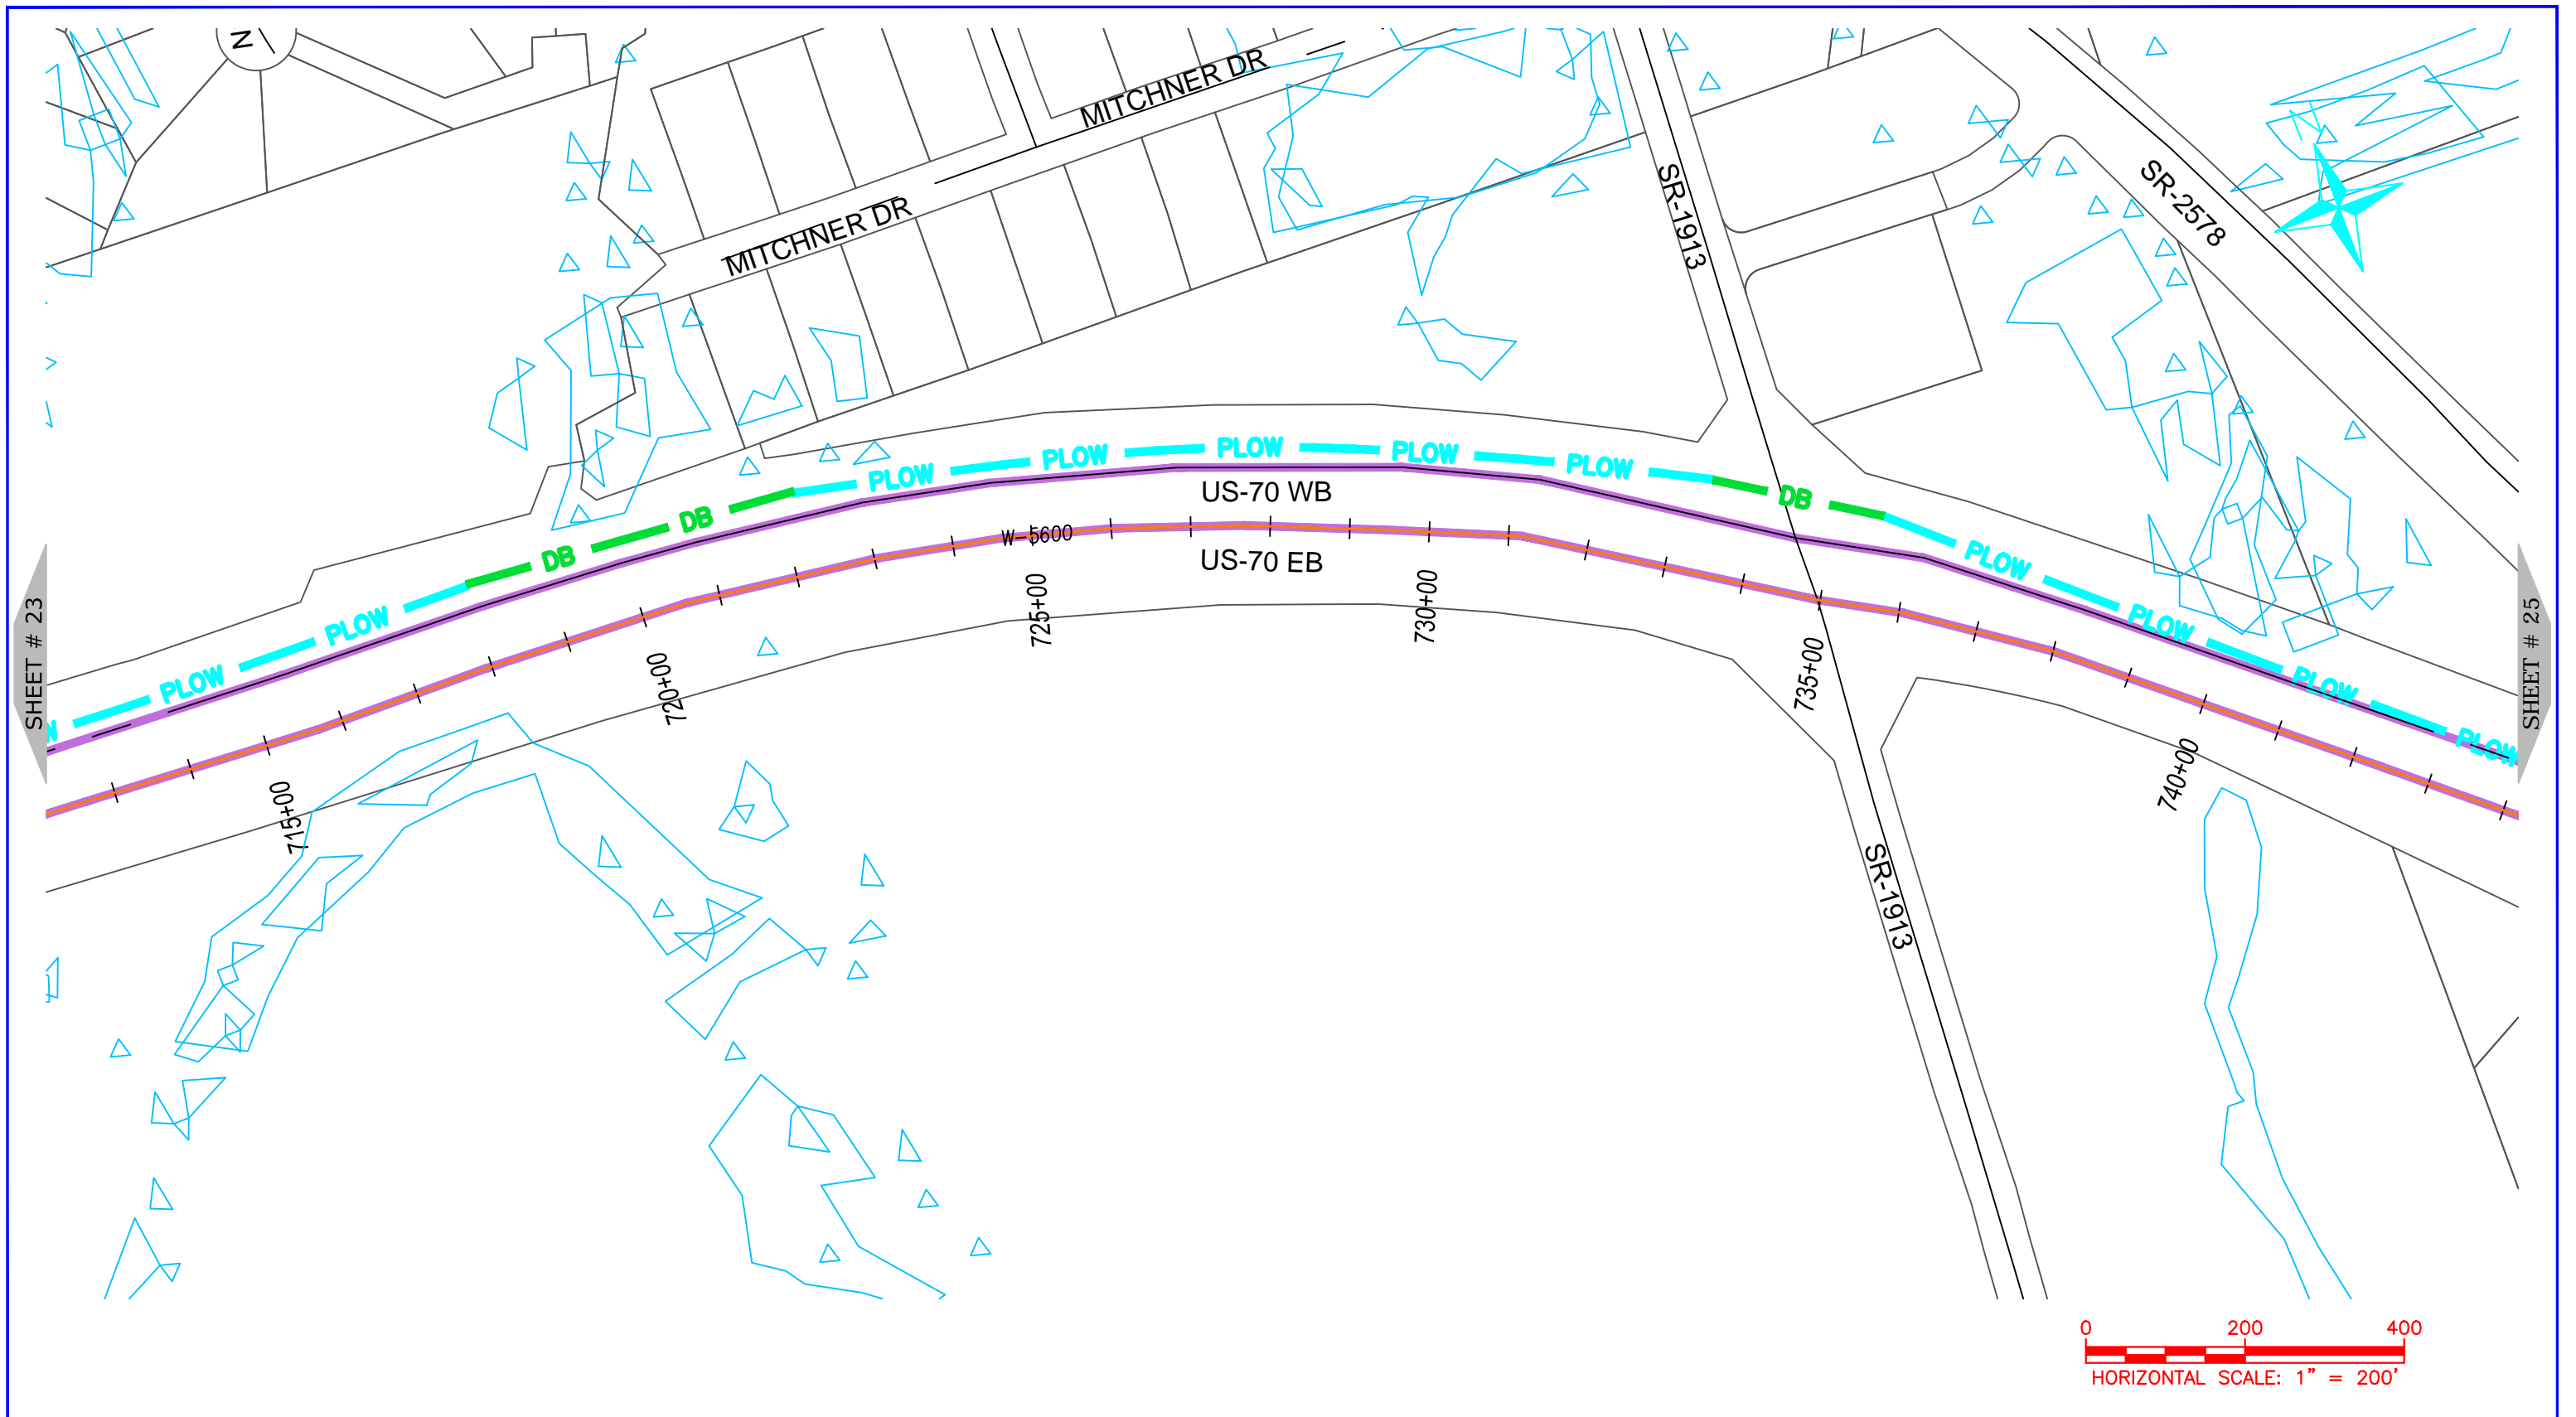 N
MITCHNER DR
MITCHNER DR
SR-1913
SR-2578
N
PLOW
PLOW
DB
DB
PLOW
PLOW
PLOW
PLOW
PLOW
DB
PLOW
PLOW
PLOW
PLOW
US-70 WB
W-5600
US-70 EB
SHEET # 23
SHEET # 25
715+00
720+00
725+00
730+00
735+00
740+00
SR-1913
0 200 400
HORIZONTAL SCALE: 1" = 200'